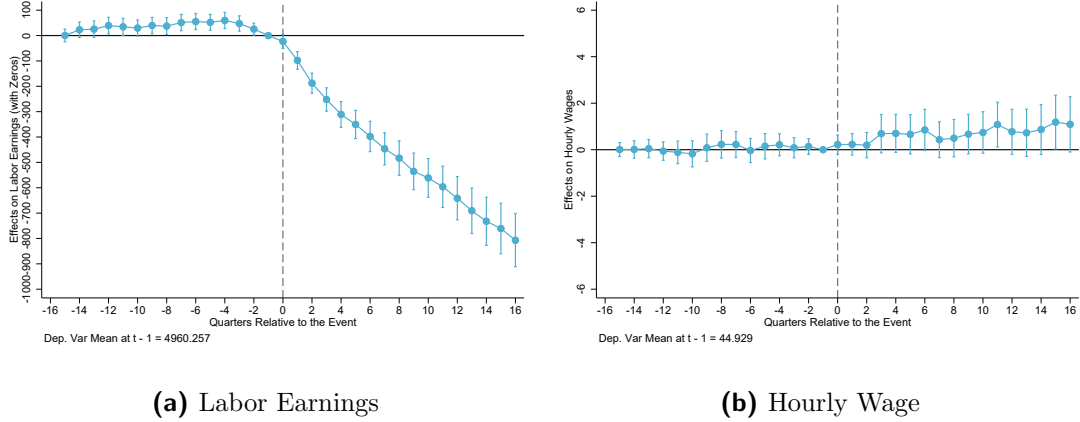 Effects on Labor Earnings (with Zeros)
100
0
-100
-200
-300
-400
-500
-600
-700
-800
-900
-1000
-16 -14 -12 -10 -8 -6 -4 -2 0 2 4 6 8 10 12 14 16
Quarters Relative to the Event
Dep. Var Mean at t - 1 = 4960.257
(a) Labor Earnings
Effects on Hourly Wages
6
4
2
0
-2
-4
-6
-16 -14 -12 -10 -8 -6 -4 -2 0 2 4 6 8 10 12 14 16
Quarters Relative to the Event
Dep. Var Mean at t - 1 = 44.929
(b) Hourly Wage